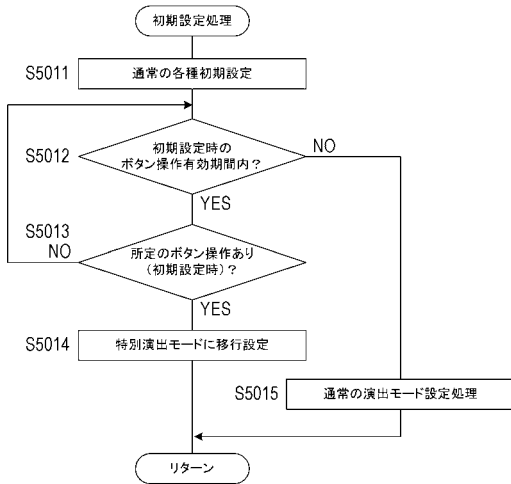 初期設定処理
S5011
通常の各種初期設定
S5012
初期設定時の
ボタン操作有効期間内?
NO
YES
S5013
NO
所定のボタン操作あり
(初期設定時)?
YES
S5014
特別演出モードに移行設定
S5015
通常の演出モード設定処理
リターン